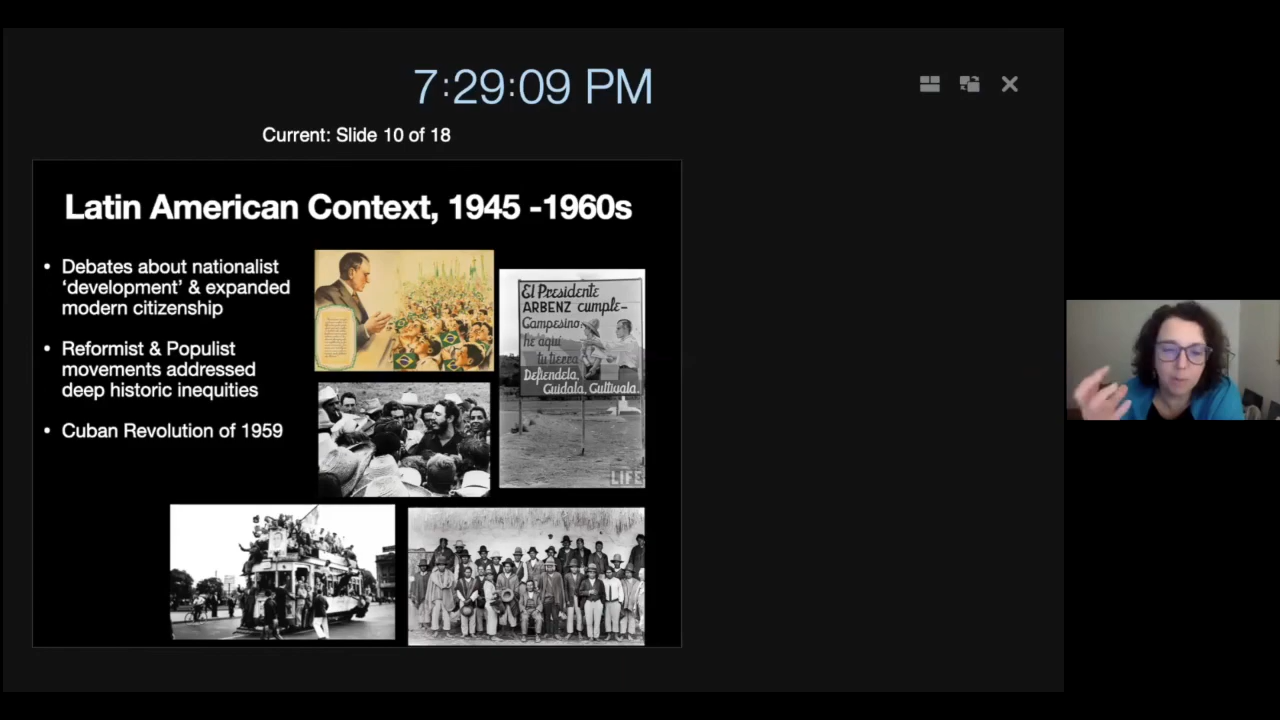 7:29:09 PM
Current: Slide 10 of 18
Latin American Context, 1945 -1960s
• Debates about nationalist
‘development’ & expanded
modern citizenship
• Reformist & Populist
movements addressed
deep historic inequities
• Cuban Revolution of 1959
El Presidente
ARBENZ cumple-
Campesino,
he aquí
tu tierra
Defiendela,
Cuidala, Cultivala.
LIFE